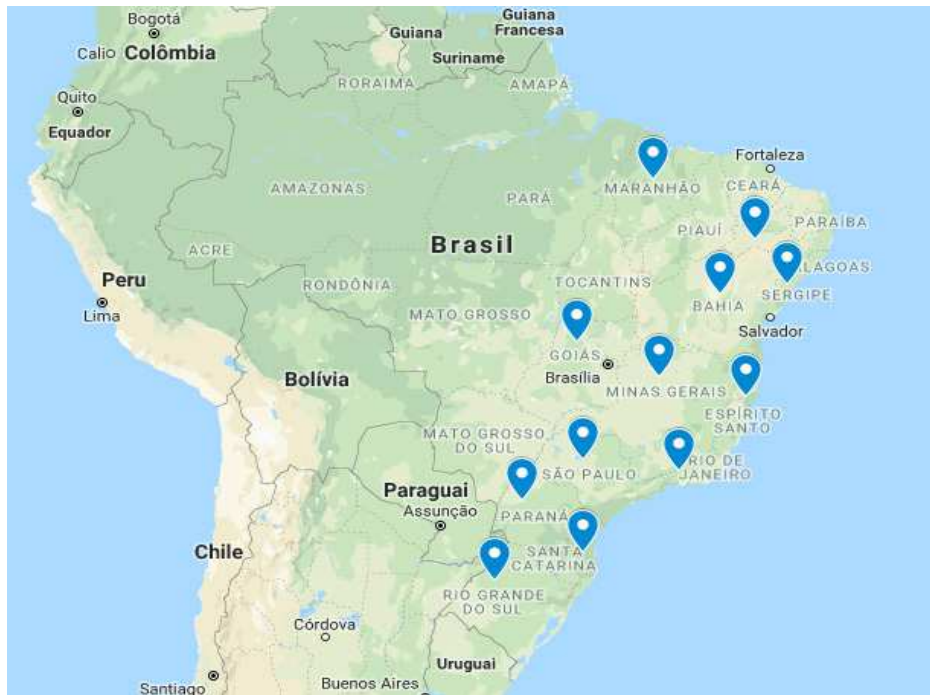 Bogotá
Guiana
Guiana
Francesa
Cali
Colômbia
Suriname
RORAIMA
AMAPÁ
Quito
Equador
Fortaleza
AMAZONAS
PARÁ
MARANHÃO
CEARÁ
PIAUÍ
PARAÍBA
ACRE
Brasil
Peru
RONDÔNIA
TOCANTINS
LAGOAS
Lima
MATO GROSSO
BAHIA
SERGIPE
Salvador
GOIÁS
Bolívia
Brasília
MINAS GERAIS
ESPÍRITO
SANTO
MATO GROSSO
DO SUL
SÃO PAULO
RIO DE
JANEIRO
Paraguai
Assunção
PARANÁ
Chile
SANTA
CATARINA
RIO GRANDE
DO SUL
Córdova
Uruguai
Santiago
Buenos Aires